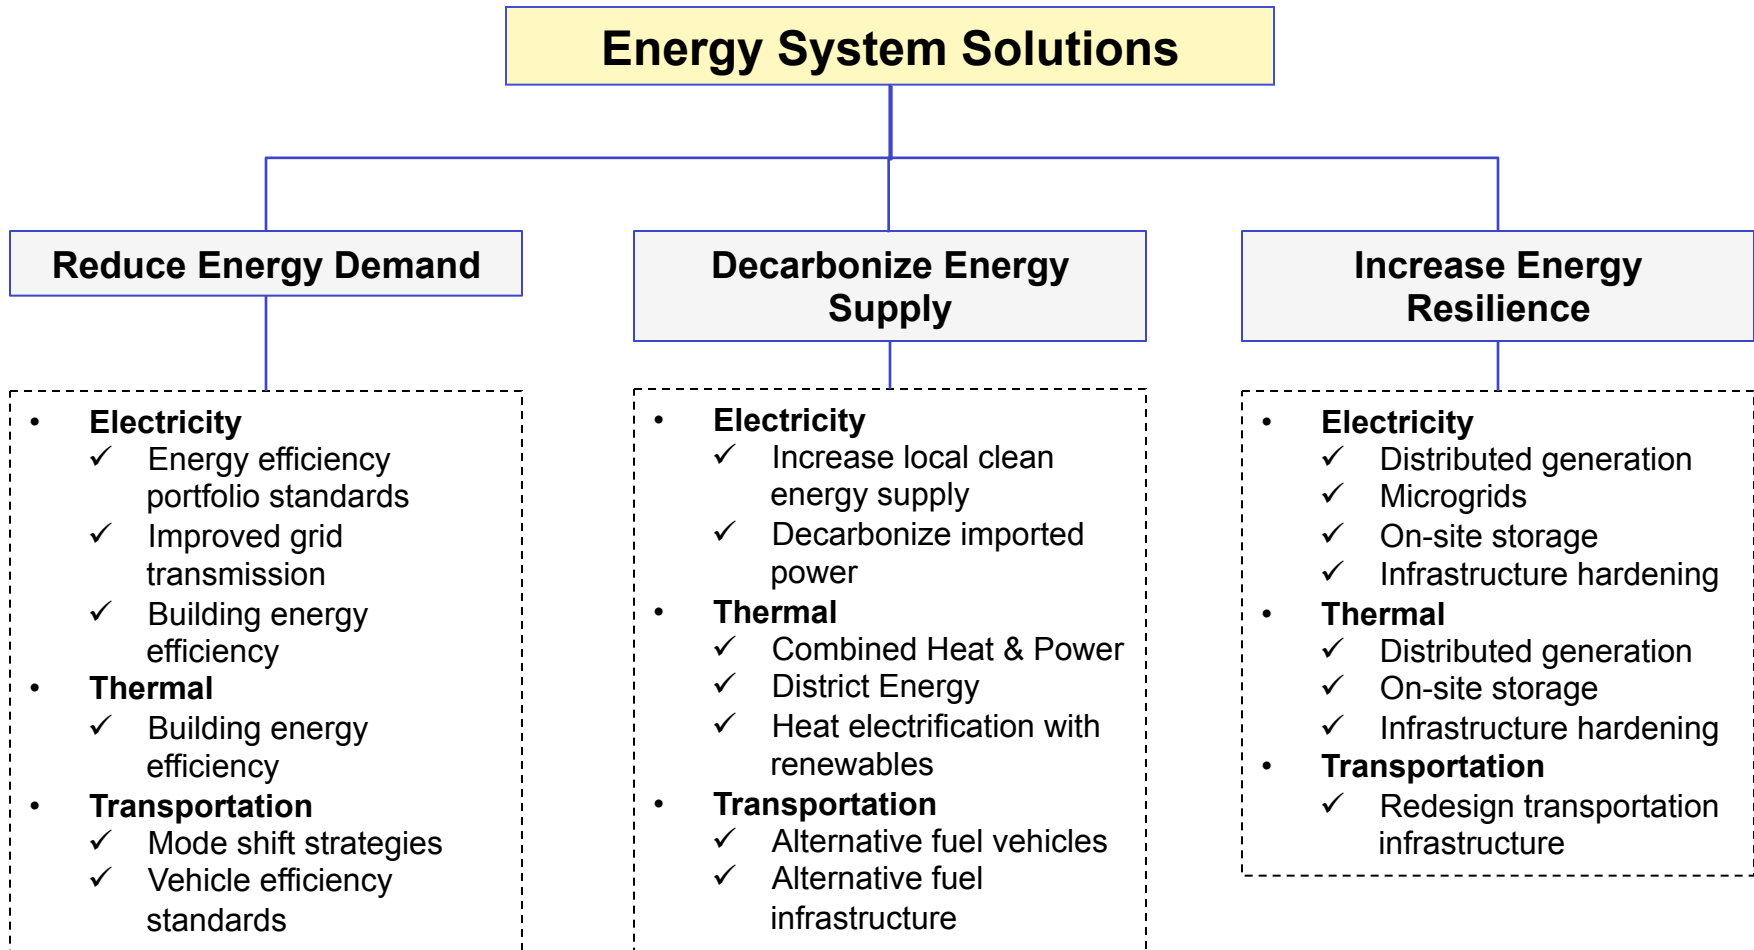 Energy System Solutions
Reduce Energy Demand
• Electricity
✓ Energy efficiency
portfolio standards
✓ Improved grid
transmission
✓ Building energy
efficiency
• Thermal
✓ Building energy
efficiency
• Transportation
✓ Mode shift strategies
✓ Vehicle efficiency
standards
Decarbonize Energy
Supply
• Electricity
✓ Increase local clean
energy supply
✓ Decarbonize imported
power
• Thermal
✓ Combined Heat & Power
✓ District Energy
✓ Heat electrification with
renewables
• Transportation
✓ Alternative fuel vehicles
✓ Alternative fuel
infrastructure
Increase Energy
Resilience
• Electricity
✓ Distributed generation
✓ Microgrids
✓ On-site storage
✓ Infrastructure hardening
• Thermal
✓ Distributed generation
✓ On-site storage
✓ Infrastructure hardening
• Transportation
✓ Redesign transportation
infrastructure